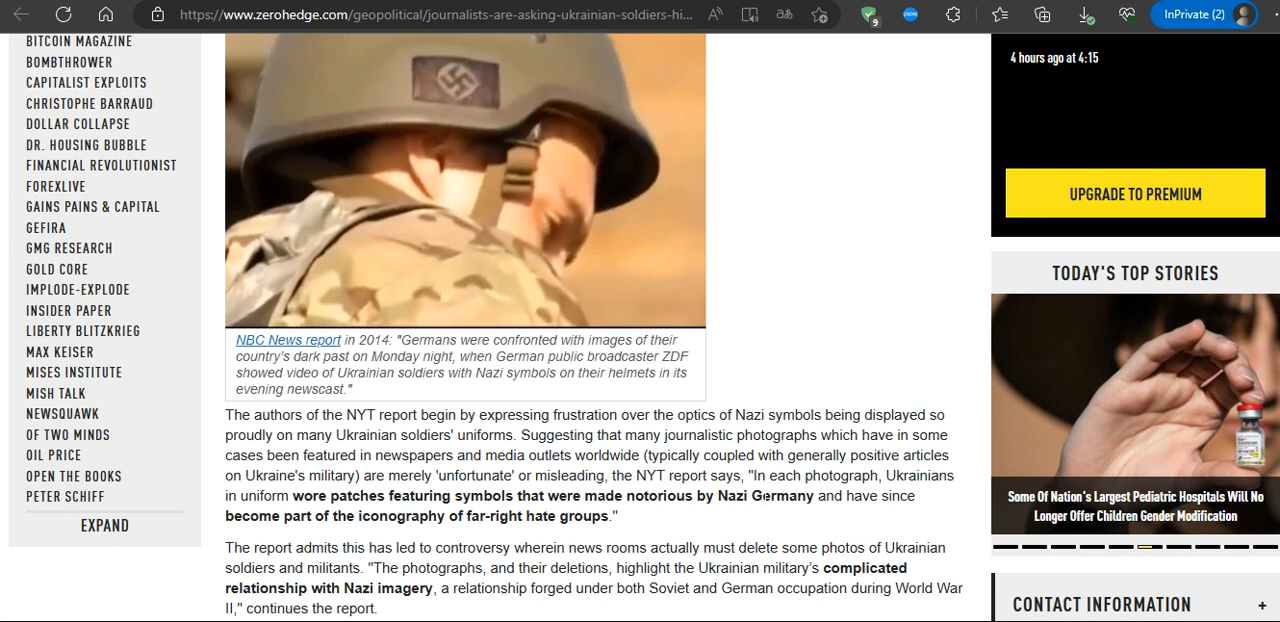 https://www.zerohedge.com/geopolitical/journalists-are-asking-ukrainian-soldiers-hi...
9
InPrivate (2)
BITCOIN MAGAZINE
BOMBTHROWER
CAPITALIST EXPLOITS
CHRISTOPHE BARRAUD
DOLLAR COLLAPSE
DR. HOUSING BUBBLE
FINANCIAL REVOLUTIONIST
FOREXLIVE
GAINS PAINS & CAPITAL
GEFIRA
GMG RESEARCH
GOLD CORE
IMPLODE-EXPLODE
INSIDER PAPER
LIBERTY BLITZKRIEG
MAX KEISER
MISES INSTITUTE
MISH TALK
NEWSQUAWK
OF TWO MINDS
OIL PRICE
OPEN THE BOOKS
PETER SCHIFF
EXPAND
NBC News report in 2014: "Germans were confronted with images of their
country's dark past on Monday night, when German public broadcaster ZDF
showed video of Ukrainian soldiers with Nazi symbols on their helmets in its
evening newscast."
The authors of the NYT report begin by expressing frustration over the optics of Nazi symbols being displayed so
proudly on many Ukrainian soldiers' uniforms. Suggesting that many journalistic photographs which have in some
cases been featured in newspapers and media outlets worldwide (typically coupled with generally positive articles
on Ukraine's military) are merely 'unfortunate' or misleading, the NYT report says, "In each photograph, Ukrainians
in uniform wore patches featuring symbols that were made notorious by Nazi Germany and have since
become part of the iconography of far-right hate groups."
The report admits this has led to controversy wherein news rooms actually must delete some photos of Ukrainian
soldiers and militants. "The photographs, and their deletions, highlight the Ukrainian military's complicated
relationship with Nazi imagery, a relationship forged under both Soviet and German occupation during World War
II," continues the report.
4 hours ago at 4:15
UPGRADE TO PREMIUM
TODAY'S TOP STORIES
Some Of Nation's Largest Pediatric Hospitals Will No
Longer Offer Children Gender Modification
CONTACT INFORMATION +